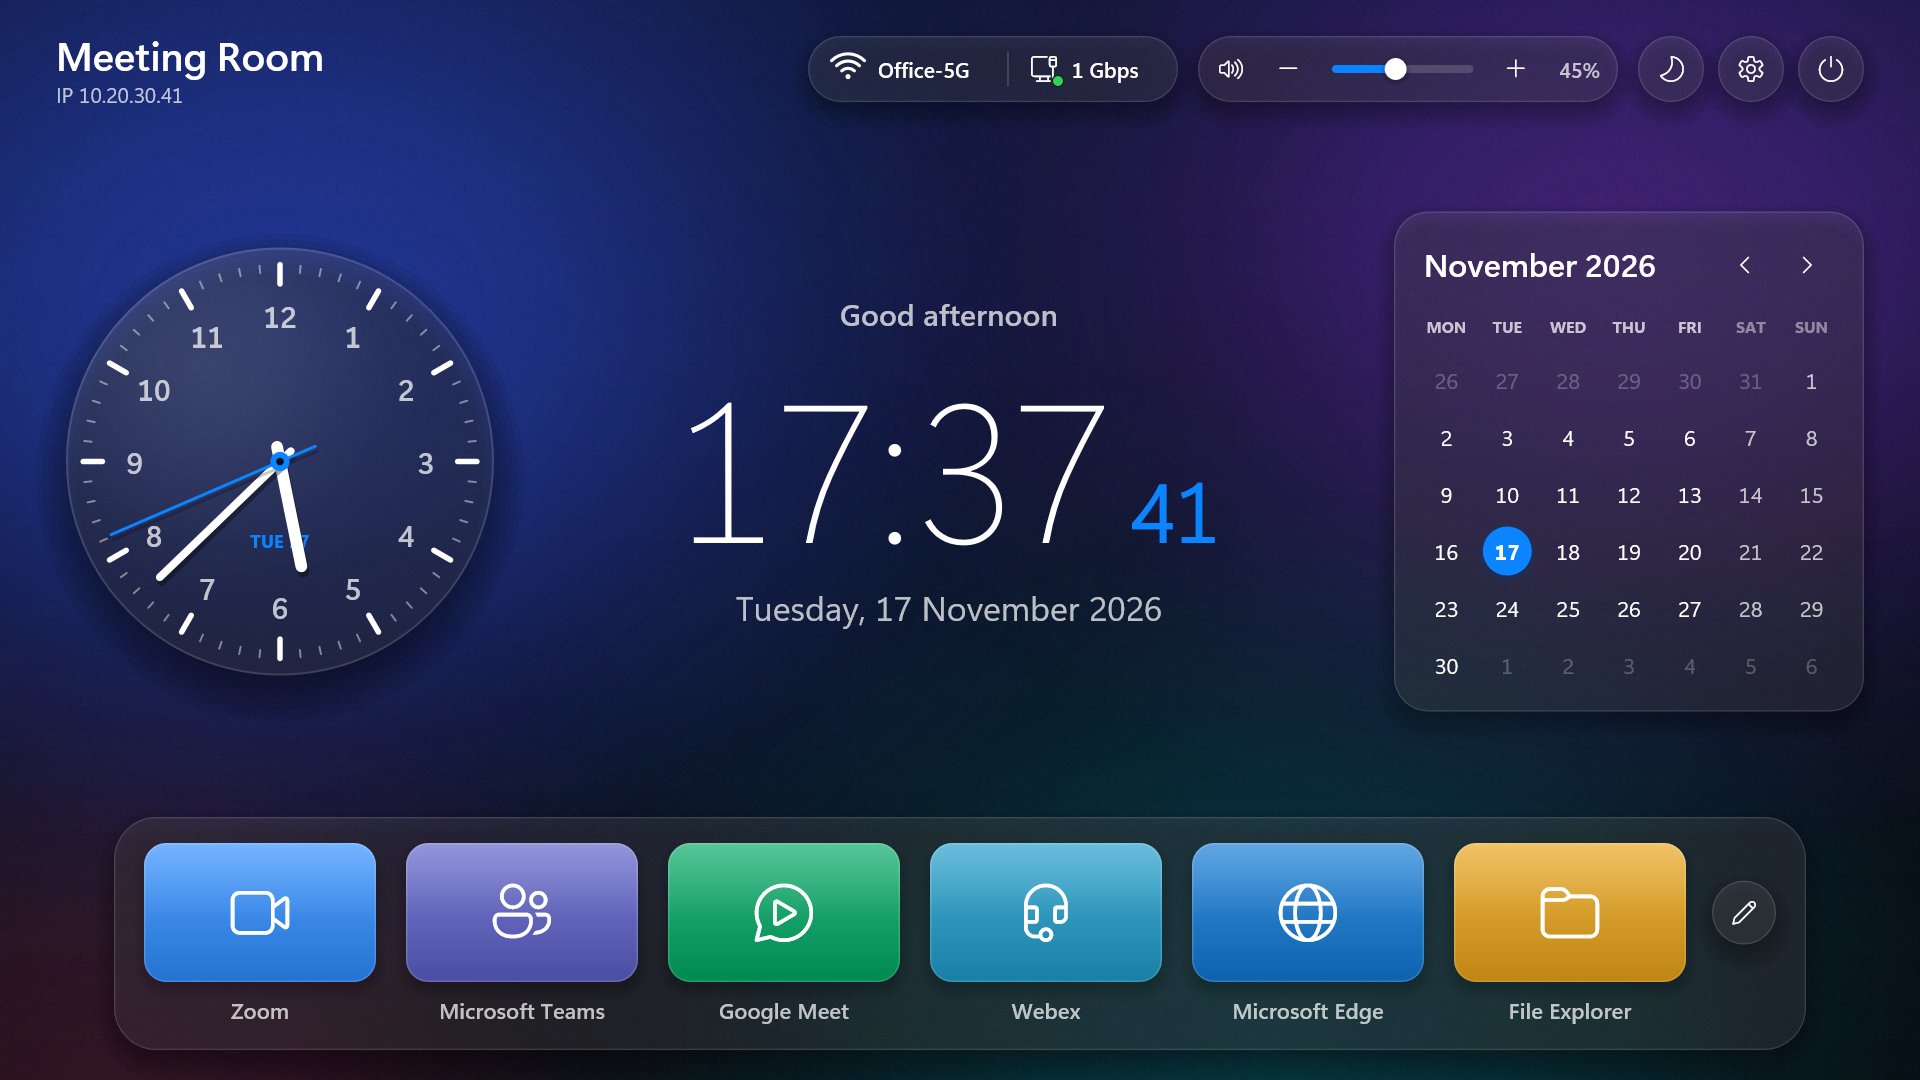 Meeting Room
IP 10.20.30.41
Office-5G
1 Gbps
45%
12
1
2
3
4
5
6
7
8
9
10
11
TUE
Good afternoon
17:37 41
Tuesday, 17 November 2026
November 2026
MON TUE WED THU FRI SAT SUN
26 27 28 29 30 31 1
2 3 4 5 6 7 8
9 10 11 12 13 14 15
16 17 18 19 20 21 22
23 24 25 26 27 28 29
30 1 2 3 4 5 6
Zoom
Microsoft Teams
Google Meet
Webex
Microsoft Edge
File Explorer